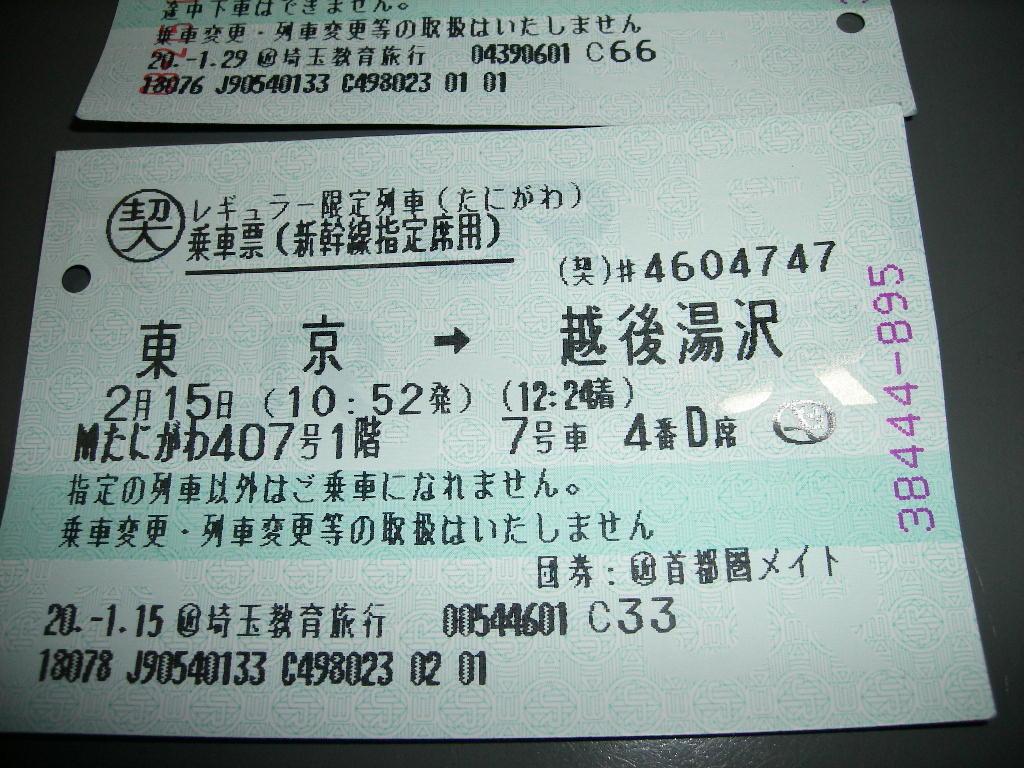 途中下車はできません。
乗車変更・列車変更等の取扱はいたしません
20.-1.29 ㊜埼玉教育旅行 04390601 C66
18076 J90540133 C498023 01 01
㊝レギュラー限定列車(たにがわ)
乗車票(新幹線指定席用)
(契)#4604747
東京 → 越後湯沢
2月15日 (10:52発) (12:24着)
Mたにがわ407号1階 7号車 4番D席
指定の列車以外はご乗車になれません。
乗車変更・列車変更等の取扱はいたしません
団券:首都圏メイト
20.-1.15 埼玉教育旅行 00544601 C33
18078 J90540133 C498023 02 01
38444-895